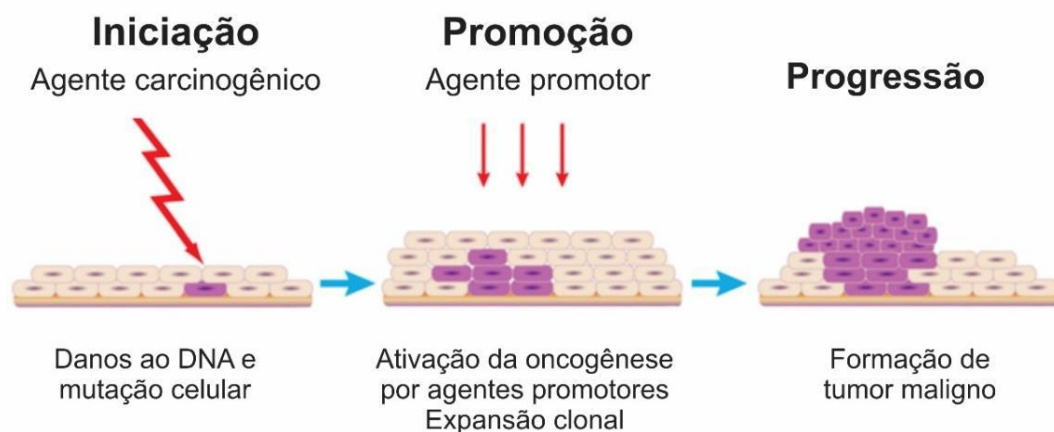 Iniciação
Agente carcinogênico
Promoção
Agente promotor
Progressão
Danos ao DNA e
mutação celular
Ativação da oncogênese
por agentes promotores
Expansão clonal
Formação de
tumor maligno